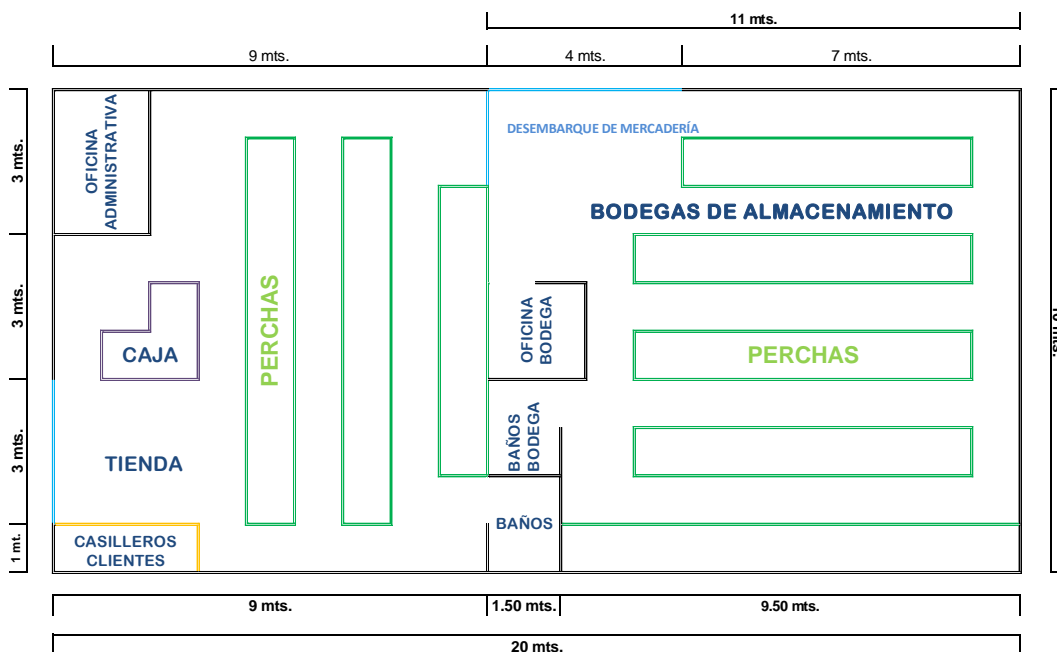 11 mts.
9 mts.
4 mts.
7 mts.
3 mts.
3 mts.
3 mts.
1 mt.
OFICINA
ADMINISTRATIVA
DESEMBARQUE DE MERCADERÍA
BODEGAS DE ALMACENAMIENTO
PERCHAS
CAJA
OFICINA
BODEGA
PERCHAS
TIENDA
BAÑOS
BODEGA
BAÑOS
CASILLEROS
CLIENTES
9 mts.
1.50 mts.
9.50 mts.
20 mts.